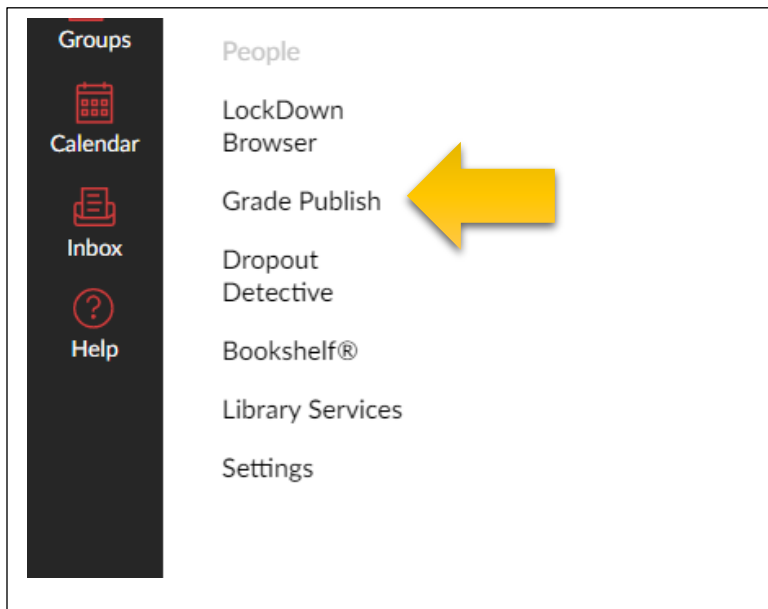 Groups
Calendar
Inbox
Help
People
LockDown
Browser
Grade Publish
Dropout
Detective
Bookshelf®
Library Services
Settings